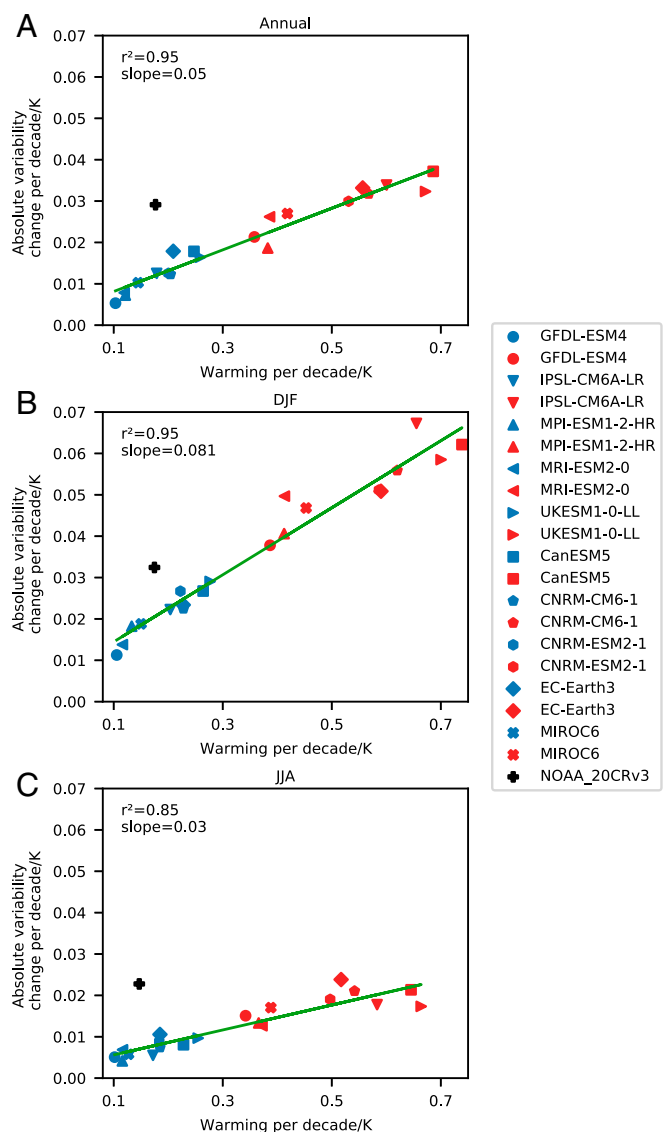 A
Annual
r²=0.95
slope=0.05
0.07
0.06
0.05
0.04
0.03
0.02
0.01
0.00
Absolute variability
change per decade/K
0.1 0.3 0.5 0.7
Warming per decade/K
B
DJF
r²=0.95
slope=0.081
0.07
0.06
0.05
0.04
0.03
0.02
0.01
0.00
Absolute variability
change per decade/K
0.1 0.3 0.5 0.7
Warming per decade/K
C
JJA
r²=0.85
slope=0.03
0.07
0.06
0.05
0.04
0.03
0.02
0.01
0.00
Absolute variability
change per decade/K
0.1 0.3 0.5 0.7
Warming per decade/K
GFDL-ESM4
GFDL-ESM4
IPSL-CM6A-LR
IPSL-CM6A-LR
MPI-ESM1-2-HR
MPI-ESM1-2-HR
MRI-ESM2-0
MRI-ESM2-0
UKESM1-0-LL
UKESM1-0-LL
CanESM5
CanESM5
CNRM-CM6-1
CNRM-CM6-1
CNRM-ESM2-1
CNRM-ESM2-1
EC-Earth3
EC-Earth3
MIROC6
MIROC6
NOAA_20CRv3